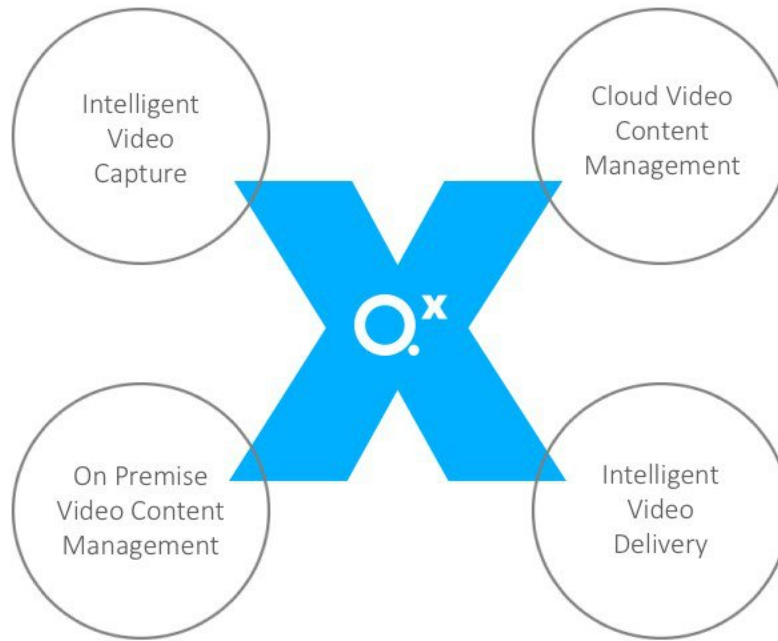 Intelligent
Video
Capture
Cloud Video
Content
Management
Q.x
On Premise
Video Content
Management
Intelligent
Video
Delivery